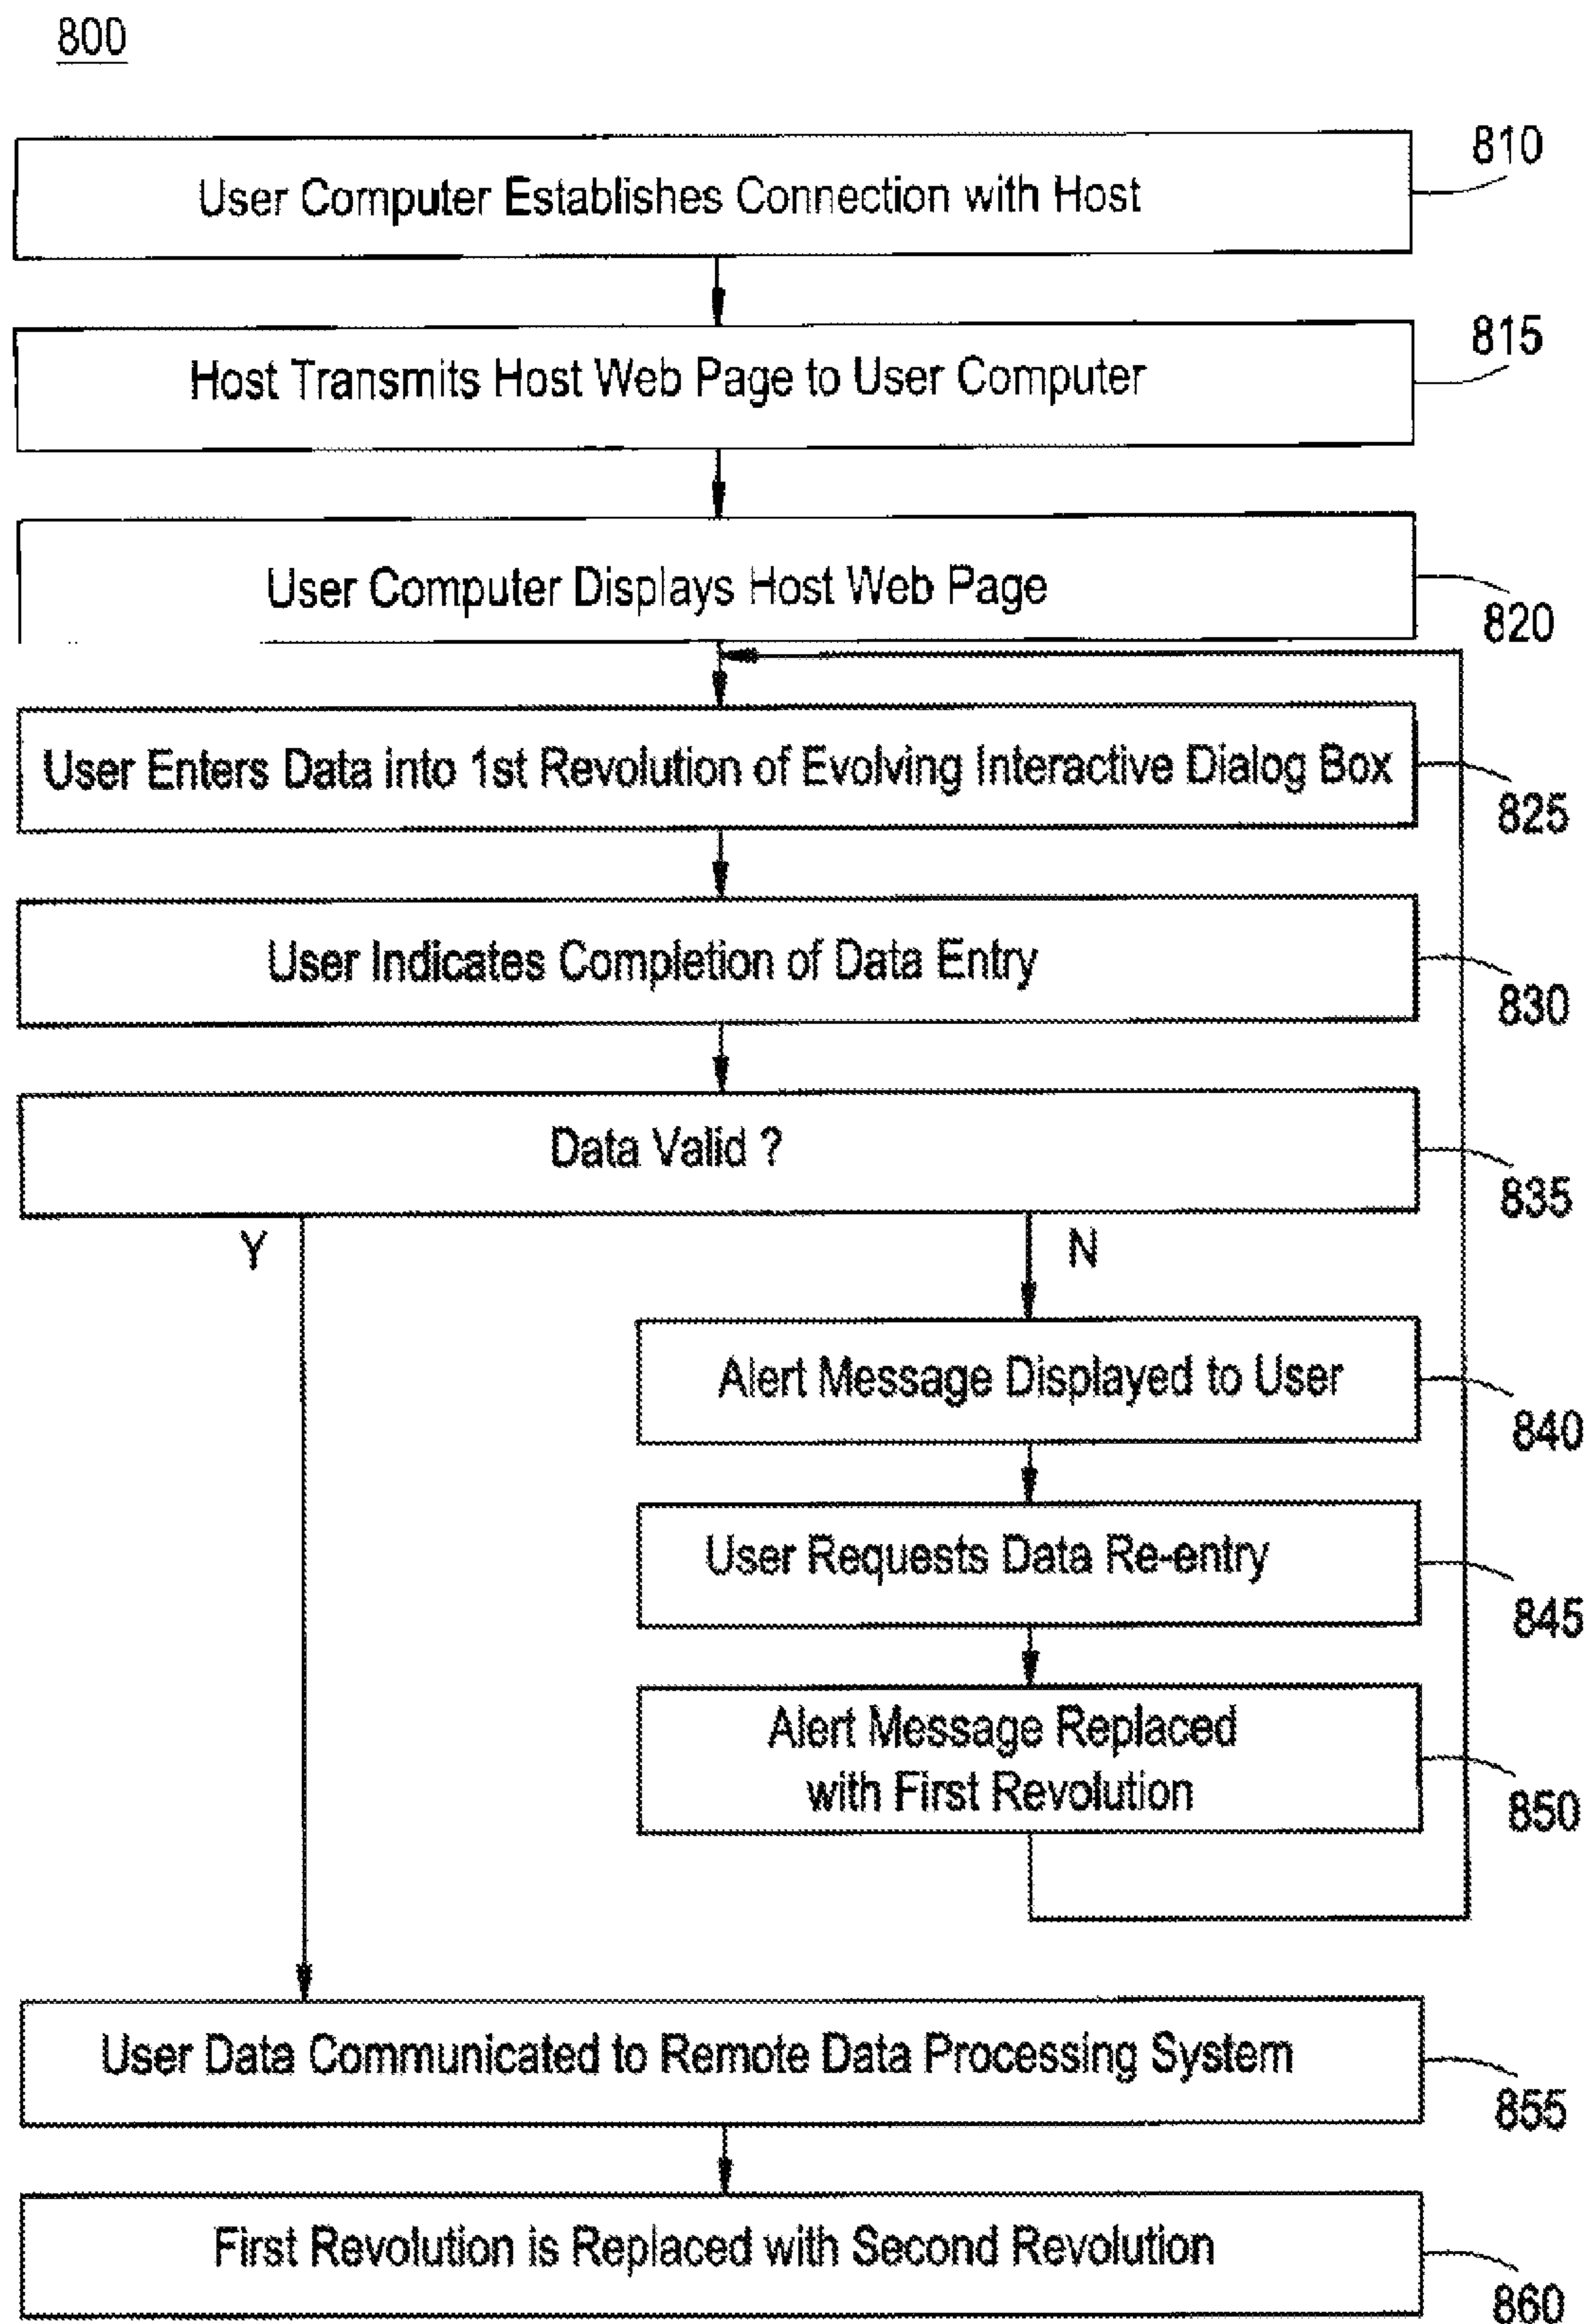 800
User Computer Establishes Connection with Host
810
Host Transmits Host Web Page to User Computer
815
User Computer Displays Host Web Page
820
User Enters Data into 1st Revolution of Evolving Interactive Dialog Box
825
User Indicates Completion of Data Entry
830
Data Valid ?
835
Y
N
Alert Message Displayed to User
840
User Requests Data Re-entry
845
Alert Message Replaced
with First Revolution
850
User Data Communicated to Remote Data Processing System
855
First Revolution is Replaced with Second Revolution
860